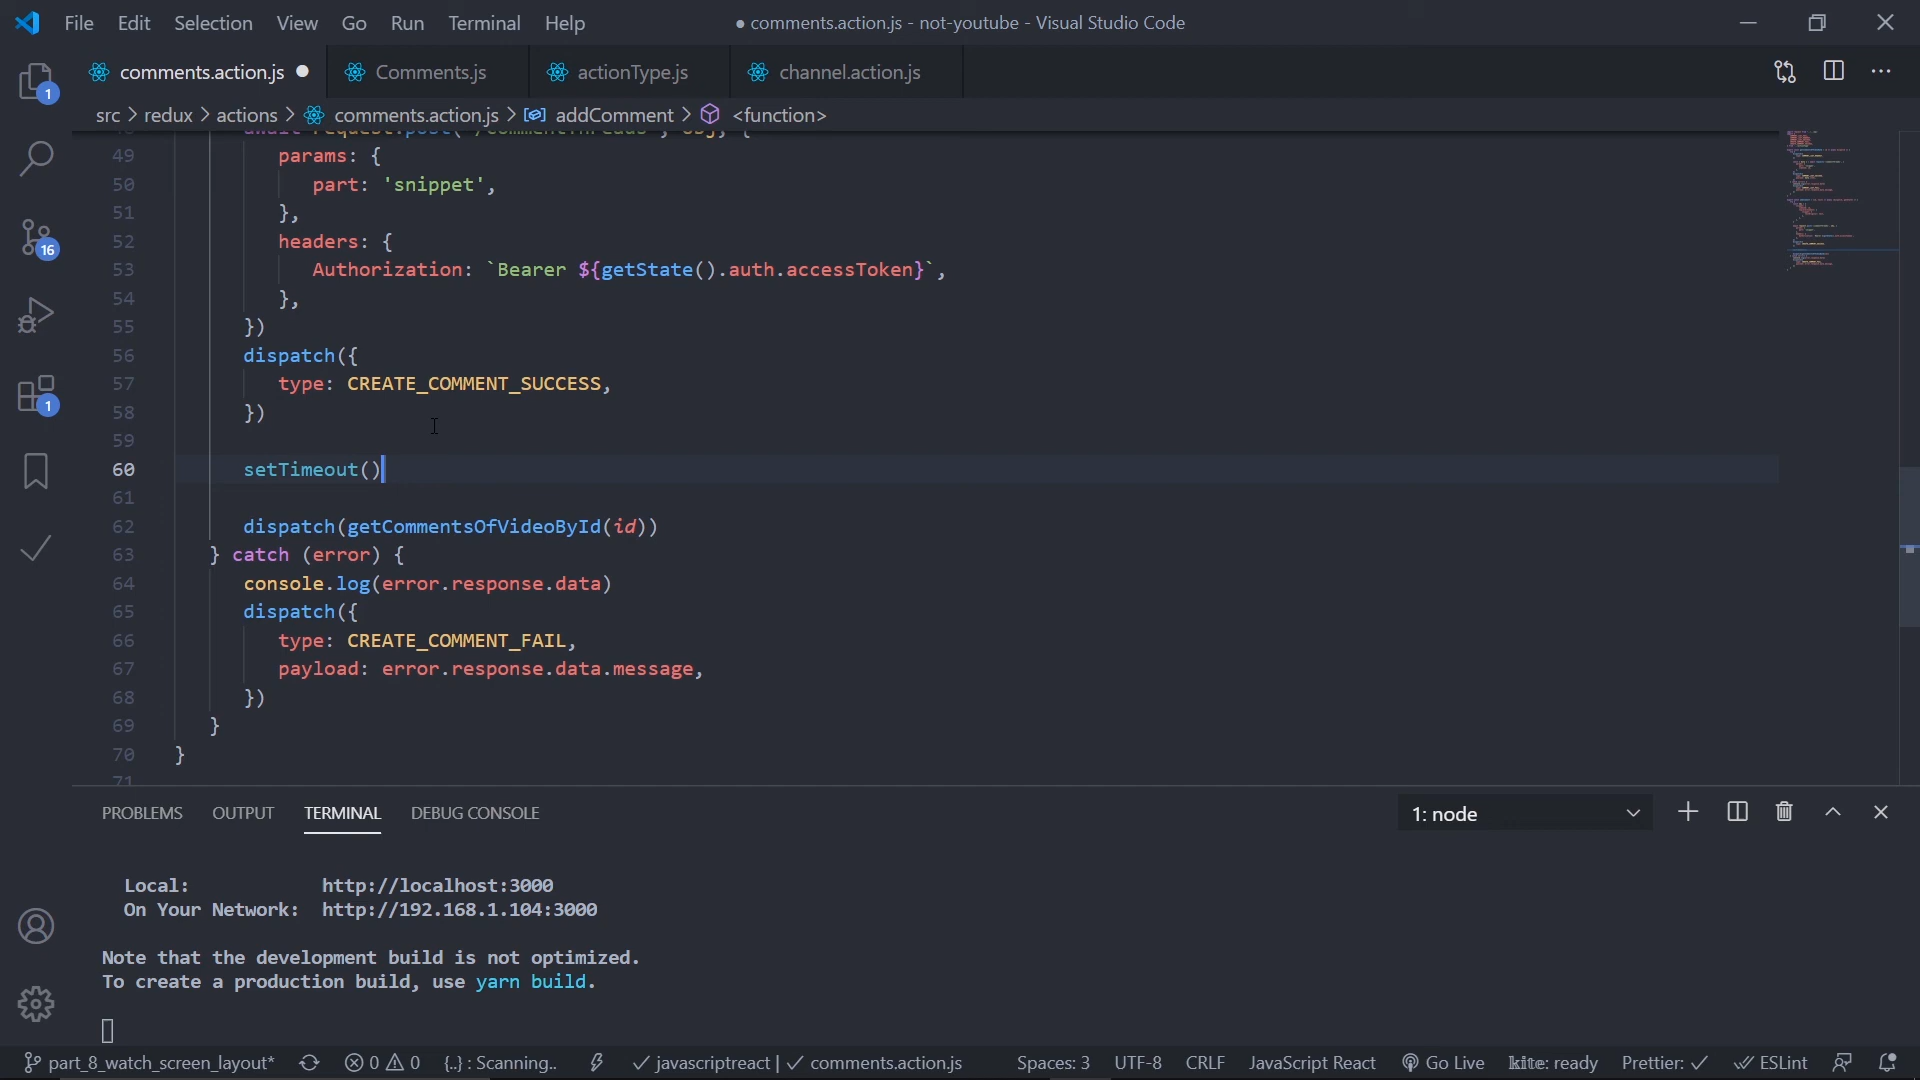 File Edit Selection View Go Run Terminal Help
● comments.action.js - not-youtube - Visual Studio Code
comments.action.js Comments.js actionType.js channel.action.js
src > redux > actions > comments.action.js > addComment > <function>
49 params: {
50 part: 'snippet',
51 },
52 headers: {
53 Authorization: `Bearer ${getState().auth.accessToken}`,
54 },
55 })
56 dispatch({
57 type: CREATE_COMMENT_SUCCESS,
58 })
59
60 setTimeout()
61
62 dispatch(getCommentsOfVideoById(id))
63 } catch (error) {
64 console.log(error.response.data)
65 dispatch({
66 type: CREATE_COMMENT_FAIL,
67 payload: error.response.data.message,
68 })
69 }
70 }
71
1
16
1
PROBLEMS OUTPUT TERMINAL DEBUG CONSOLE
1: node
Local: http://localhost:3000
On Your Network: http://192.168.1.104:3000
Note that the development build is not optimized.
To create a production build, use yarn build.
part_8_watch_screen_layout* 0 0 {..} : Scanning.. javascriptreact | comments.action.js Spaces: 3 UTF-8 CRLF JavaScript React Go Live kite: ready Prettier: ESLint